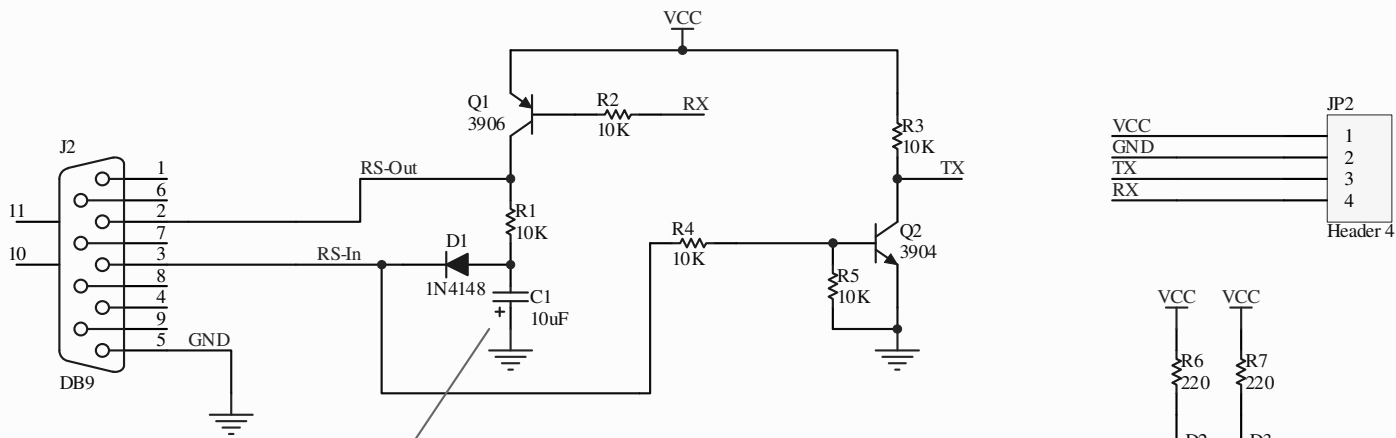 VCC
Q1
3906
R2
10K
RX
R3
10K
JP2
VCC
GND
TX
RX
1
2
3
4
Header 4
J2
1
6
2
7
3
8
4
9
5
11
10
DB9
GND
RS-Out
RS-In
R1
10K
D1
1N4148
C1
10uF
+
R4
10K
R5
10K
Q2
3904
TX
VCC
VCC
R6
220
R7
220